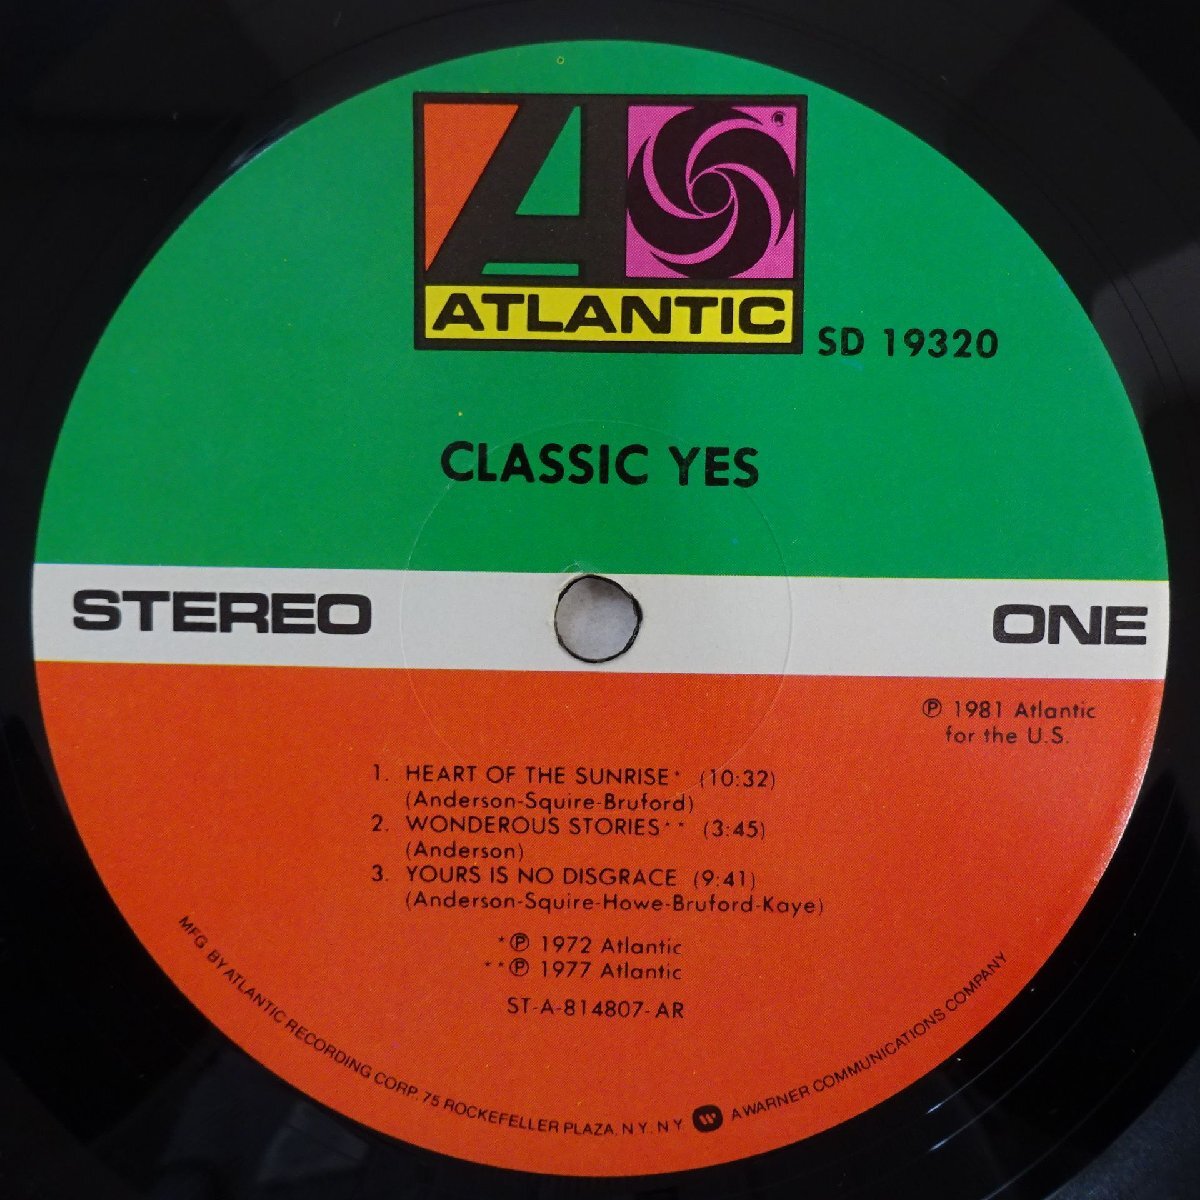 ATLANTIC
SD 19320
CLASSIC YES
STEREO
ONE
℗ 1981 Atlantic
for the U.S.
1. HEART OF THE SUNRISE* (10:32)
(Anderson-Squire-Bruford)
2. WONDEROUS STORIES** (3:45)
(Anderson)
3. YOURS IS NO DISGRACE (9:41)
(Anderson-Squire-Howe-Bruford-Kaye)
*℗ 1972 Atlantic
**℗ 1977 Atlantic
ST-A-814807-AR
MFG BY ATLANTIC RECORDING CORP. 75 ROCKEFELLER PLAZA, N.Y. N.Y. A WARNER COMMUNICATIONS COMPANY